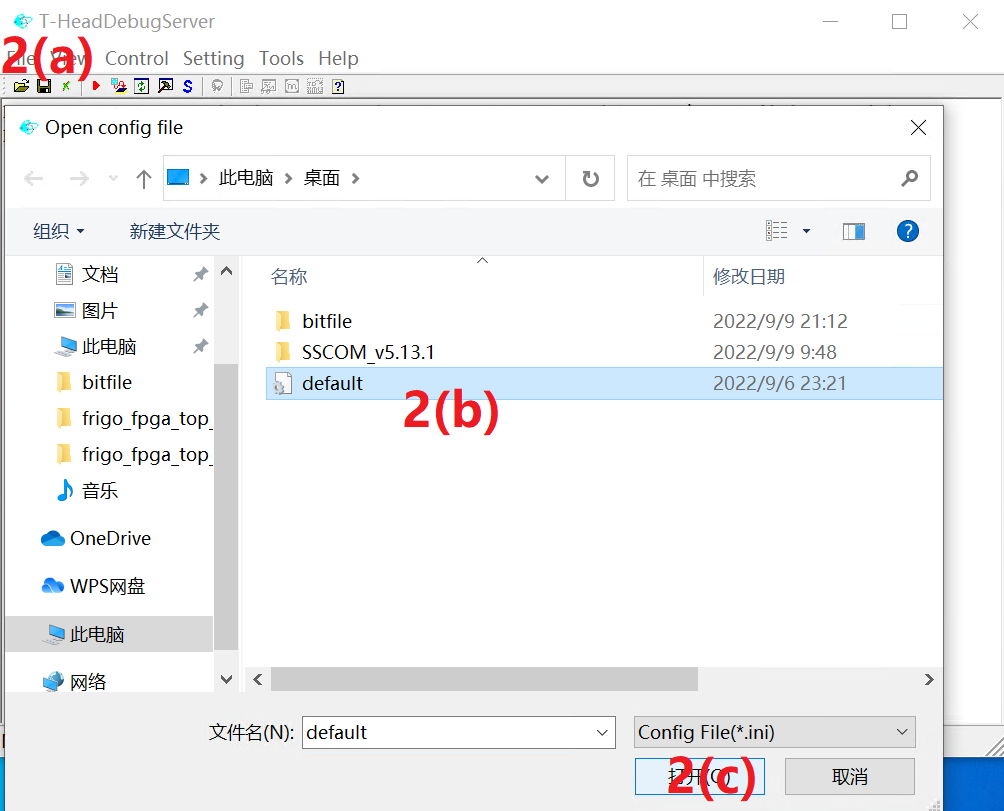 T-HeadDebugServer
File View Control Setting Tools Help
2(a)
Open config file
此电脑 桌面
在 桌面 中搜索
组织 新建文件夹
名称 修改日期
文档
图片
此电脑
bitfile
frigo_fpga_top_
frigo_fpga_top_
音乐
OneDrive
WPS网盘
此电脑
网络
bitfile 2022/9/9 21:12
SSCOM_v5.13.1 2022/9/9 9:48
default 2022/9/6 23:21
2(b)
文件名(N): default Config File(*.ini)
打开(O) 取消
2(c)